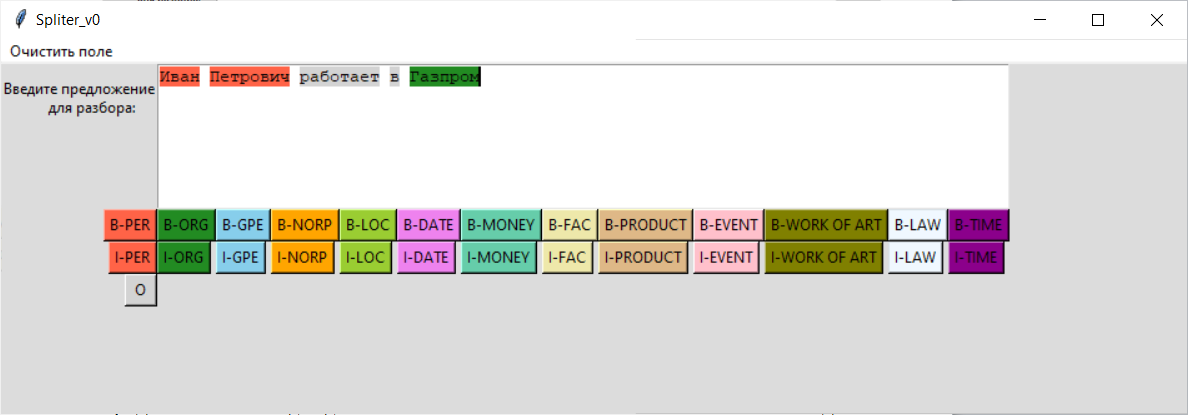 Spliter_v0
Очистить поле
Введите предложение
для разбора:
Иван Петрович работает в Газпром
B-PER B-ORG B-GPE B-NORP B-LOC B-DATE B-MONEY B-FAC B-PRODUCT B-EVENT B-WORK OF ART B-LAW B-TIME
I-PER I-ORG I-GPE I-NORP I-LOC I-DATE I-MONEY I-FAC I-PRODUCT I-EVENT I-WORK OF ART I-LAW I-TIME
O